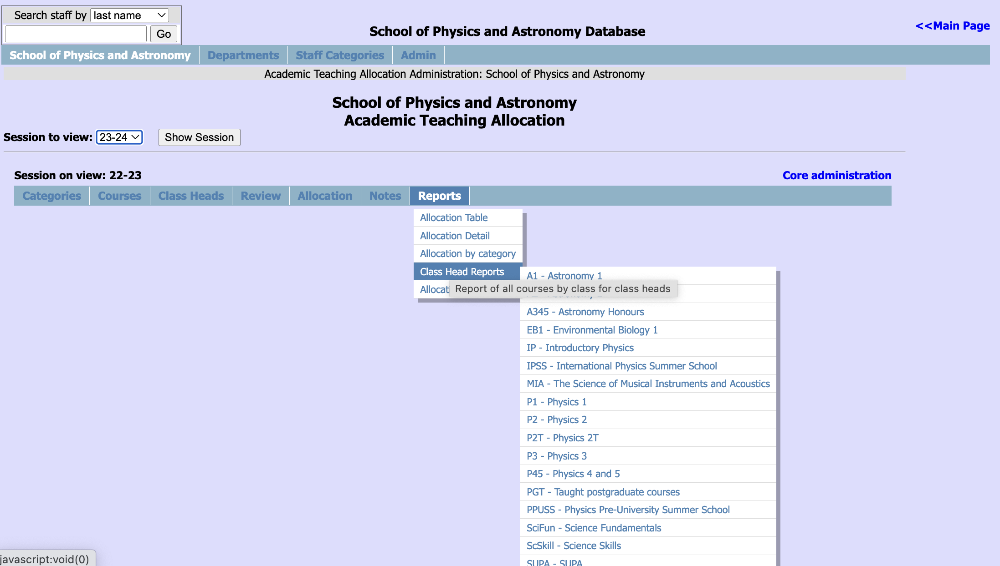 Search staff by last name
Go
School of Physics and Astronomy Database
<<Main Page
School of Physics and Astronomy Departments Staff Categories Admin
Academic Teaching Allocation Administration: School of Physics and Astronomy
School of Physics and Astronomy
Academic Teaching Allocation
Session to view: 23-24 Show Session
Session on view: 22-23
Core administration
Categories Courses Class Heads Review Allocation Notes Reports
Allocation Table
Allocation Detail
Allocation by category
Class Head Reports
A1 - Astronomy 1
Report of all courses by class for class heads
A345 - Astronomy Honours
EB1 - Environmental Biology 1
IP - Introductory Physics
IPSS - International Physics Summer School
MIA - The Science of Musical Instruments and Acoustics
P1 - Physics 1
P2 - Physics 2
P2T - Physics 2T
P3 - Physics 3
P45 - Physics 4 and 5
PGT - Taught postgraduate courses
PPUSS - Physics Pre-University Summer School
SciFun - Science Fundamentals
ScSkill - Science Skills
SUPA - SUPA
javascript:void(0)